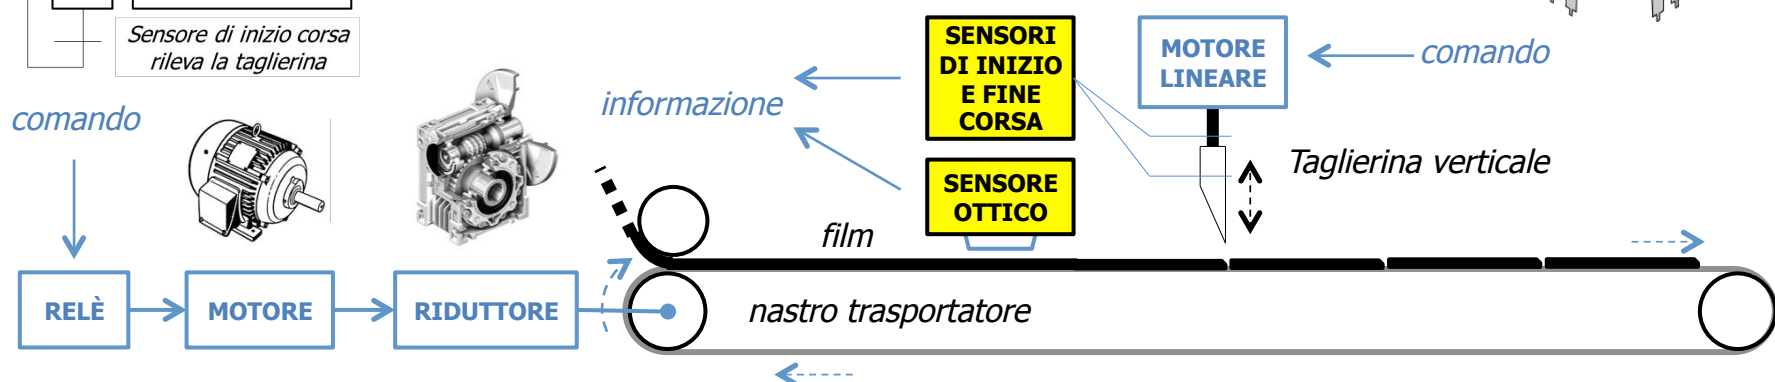 Sensore di inizio corsa
rileva la taglierina
comando
informazione
SENSORI
DI INIZIO
E FINE
CORSA
MOTORE
LINEARE
comando
Taglierina verticale
SENSORE
OTTICO
film
RELÈ
MOTORE
RIDUTTORE
nastro trasportatore